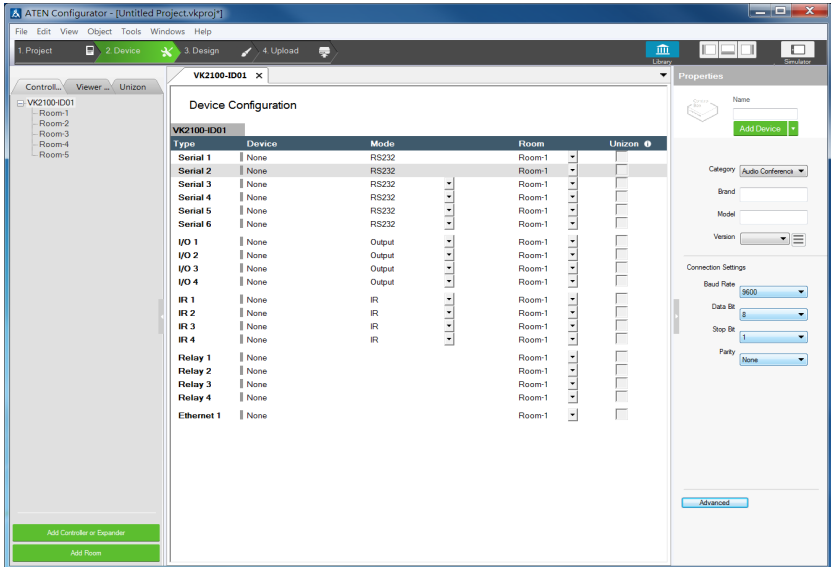 ATEN Configurator - [Untitled Project.vkproj*]
File Edit View Object Tools Windows Help
1. Project
2. Device
3. Design
4. Upload
Library
Simulator
Controll... Viewer ... Unizon
VK2100-ID01
Room-1
Room-2
Room-3
Room-4
Room-5
Add Controller or Expander
Add Room
VK2100-ID01 ×
Device Configuration
VK2100-ID01
Type Device Mode Room Unizon
Serial 1 None RS232 Room-1
Serial 2 None RS232 Room-1
Serial 3 None RS232 Room-1
Serial 4 None RS232 Room-1
Serial 5 None RS232 Room-1
Serial 6 None RS232 Room-1
I/O 1 None Output Room-1
I/O 2 None Output Room-1
I/O 3 None Output Room-1
I/O 4 None Output Room-1
IR 1 None IR Room-1
IR 2 None IR Room-1
IR 3 None IR Room-1
IR 4 None IR Room-1
Relay 1 None Room-1
Relay 2 None Room-1
Relay 3 None Room-1
Relay 4 None Room-1
Ethernet 1 None Room-1
Properties
Name
Add Device
Category Audio Conference
Brand
Model
Version
Connection Settings
Baud Rate 9600
Data Bit 8
Stop Bit 1
Parity None
Advanced